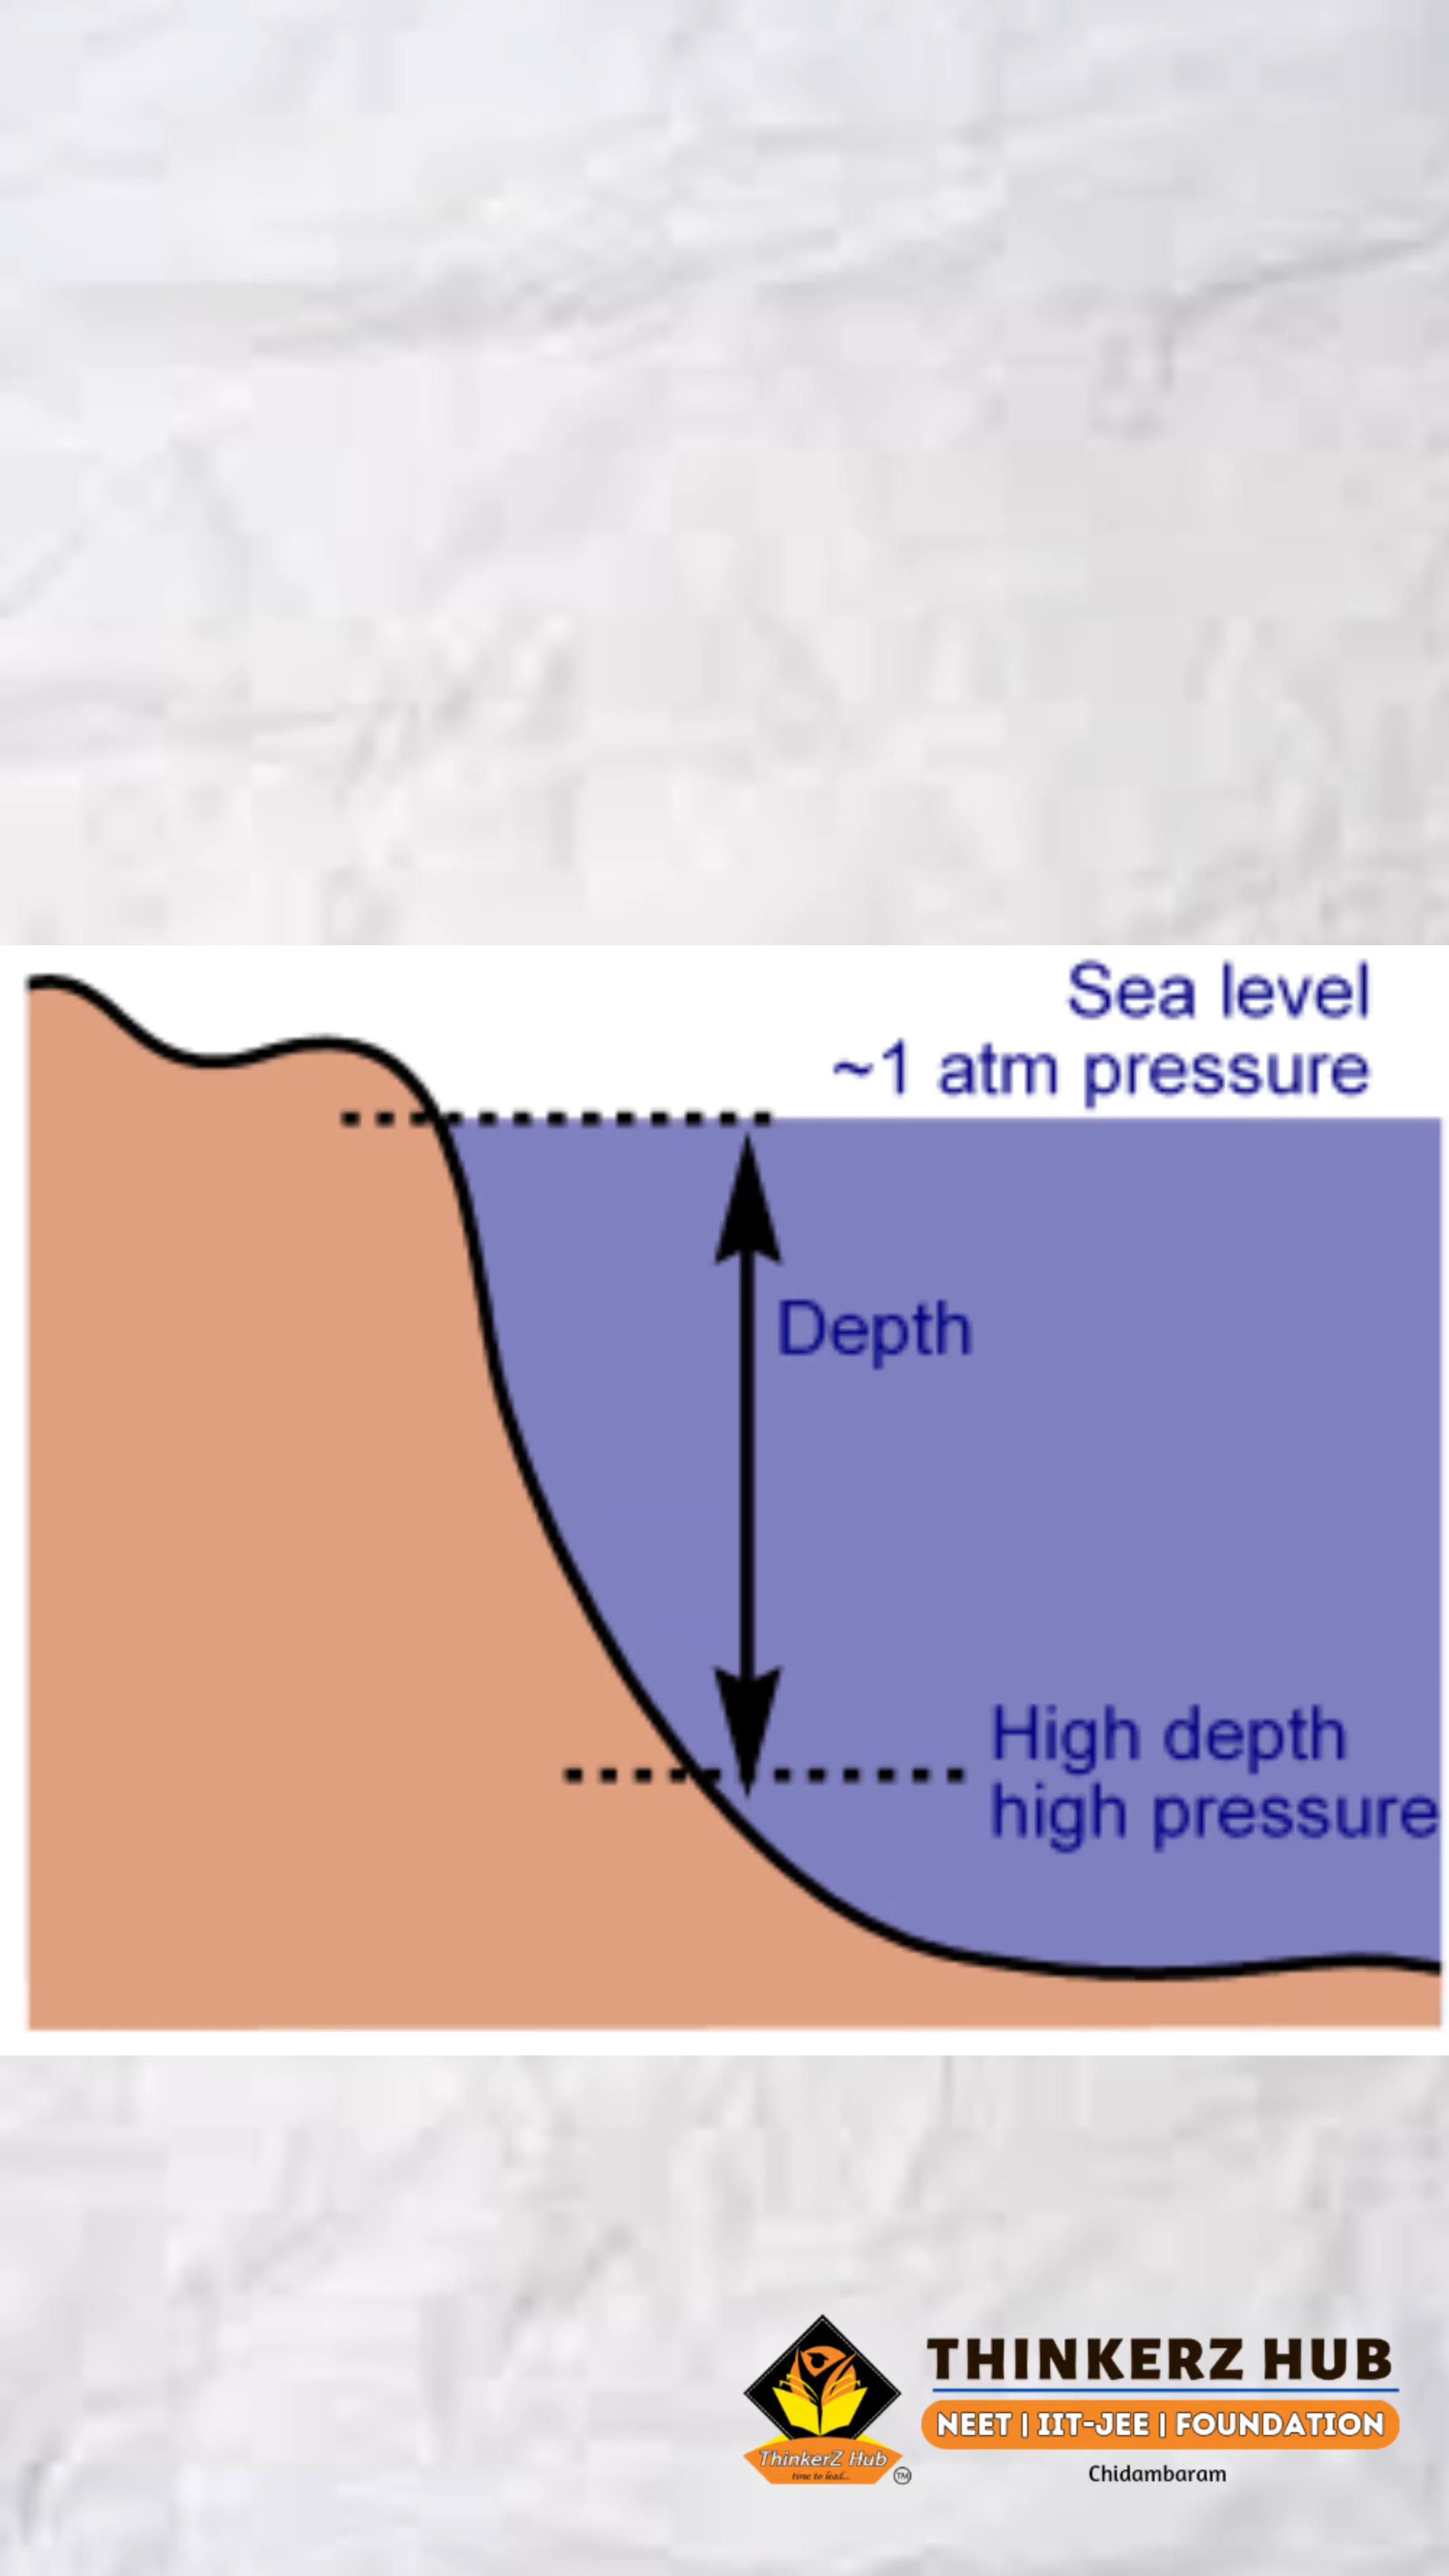 Sea level
~1 atm pressure
Depth
High depth
high pressure
THINKERZ HUB
NEET | IIT-JEE | FOUNDATION
ThinkerZ Hub
time to lead...
TM
Chidambaram